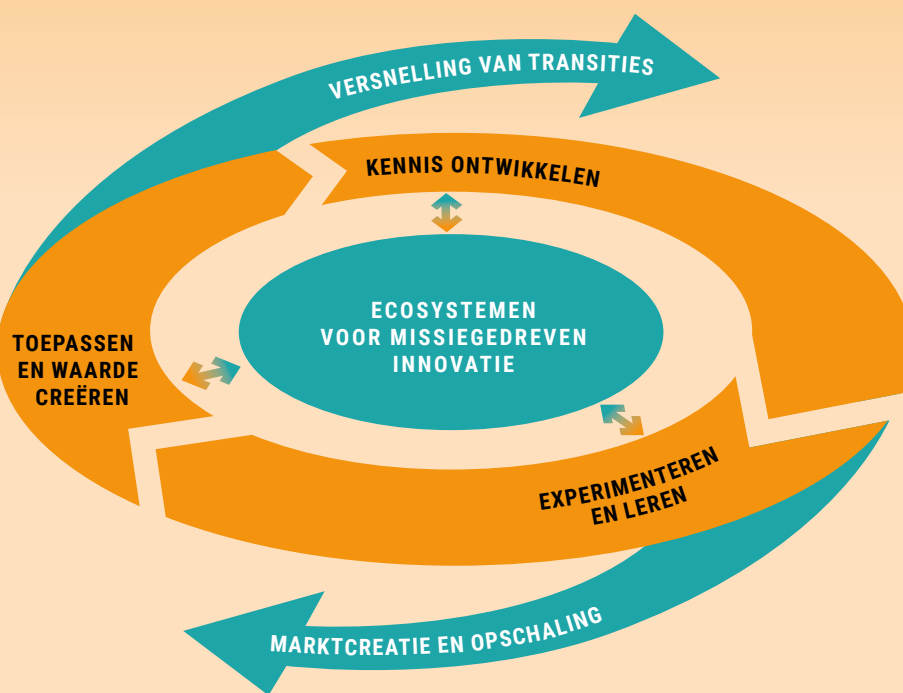 VERSNELLING VAN TRANSITIES
KENNIS ONTWIKKELEN
ECOSYSTEMEN
VOOR MISSIEGEDREVEN
INNOVATIE
TOEPASSEN
EN WAARDE
CREËREN
EXPERIMENTEREN
EN LEREN
MARKTCREATIE EN OPSCHALING